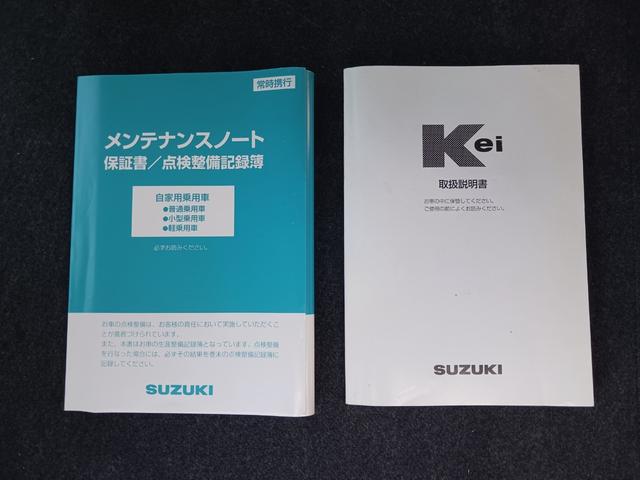 常時携行
メンテナンスノート
保証書／点検整備記録簿
自家用乗用車
●普通乗用車
●小型乗用車
●軽乗用車
必ずお読みください。
お車の点検整備は、お客様の責任において実施していただくこ
とが義務づけられています。
また、本書はお車の生涯整備記録簿となっています。点検整備
を行なった場合には、必ずその結果を巻末の点検整備記録簿に
記録してください。
SUZUKI
Kei
取扱説明書
お車の中に保管してください。
ご使用の前によくお読みください。
SUZUKI